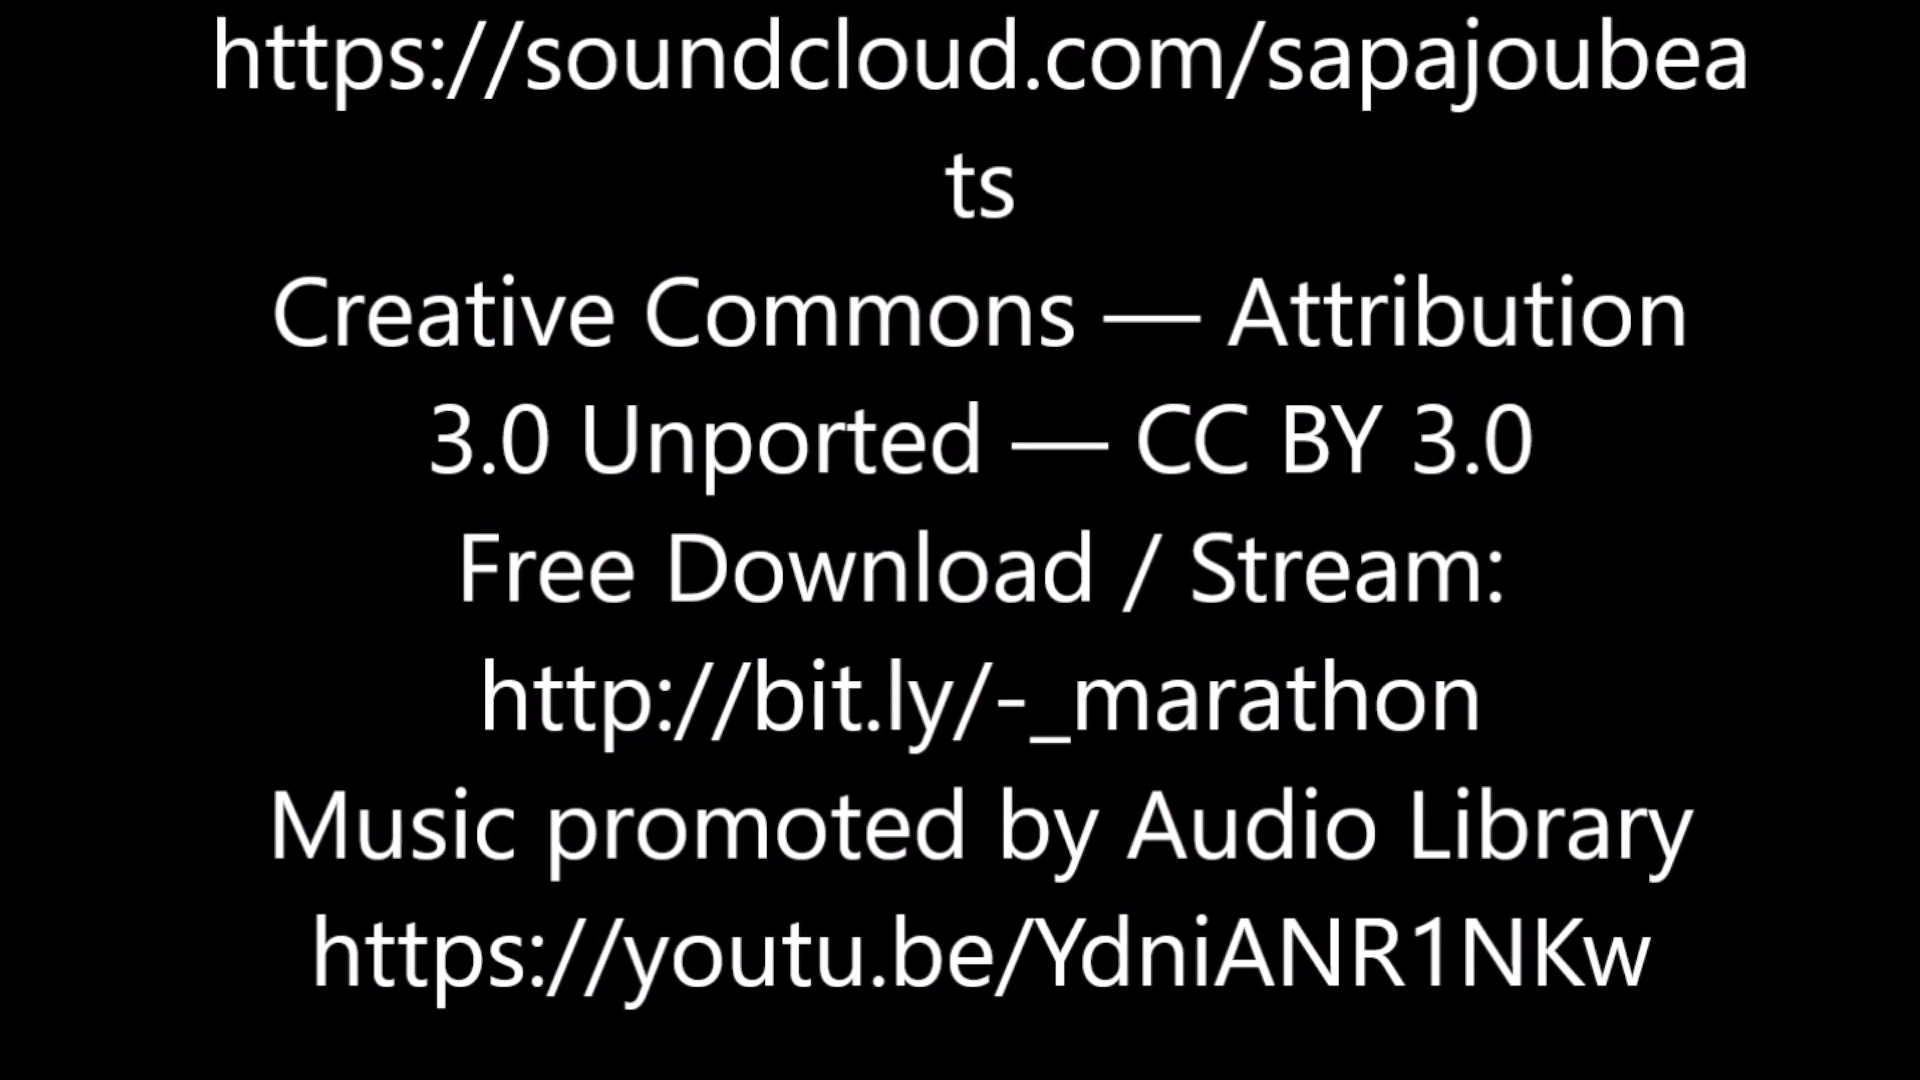 https://soundcloud.com/sapajoubea
ts
Creative Commons — Attribution
3.0 Unported — CC BY 3.0
Free Download / Stream:
http://bit.ly/-_marathon
Music promoted by Audio Library
https://youtu.be/YdniANR1NKw